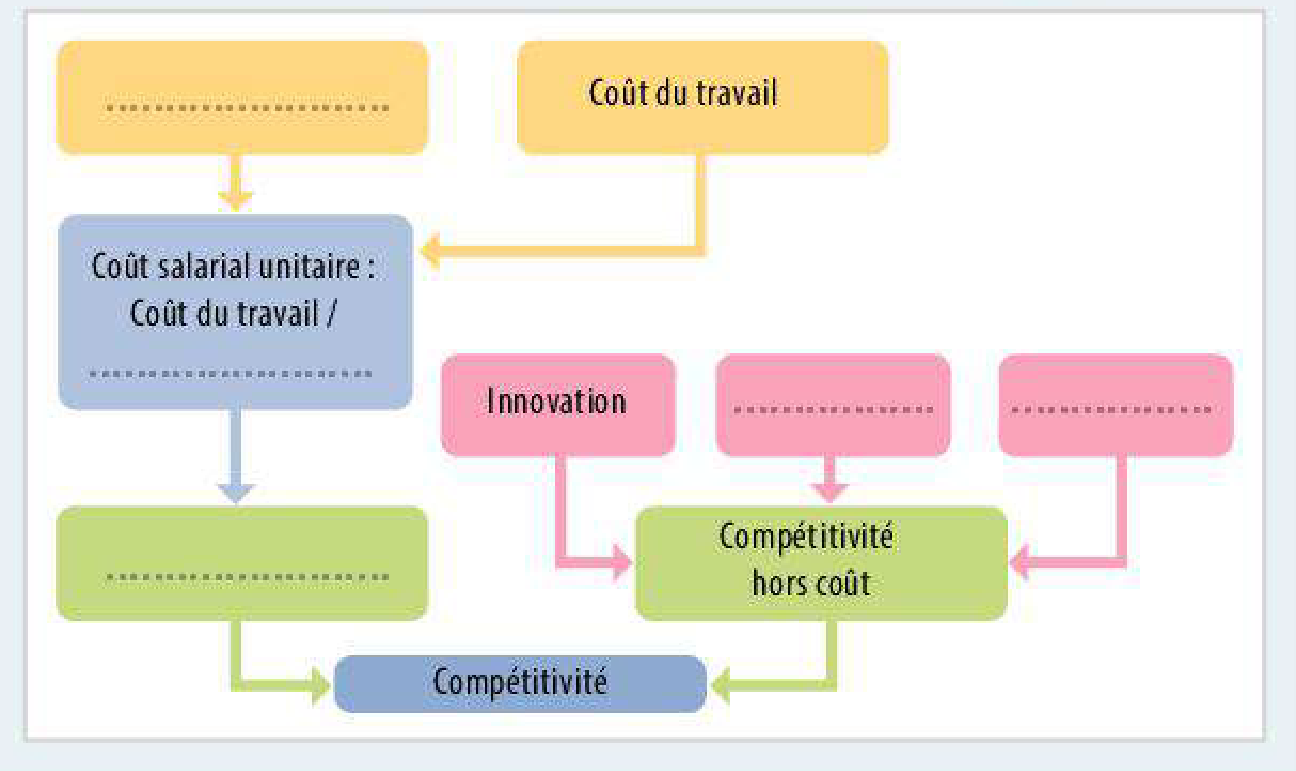 ........................
Coût du travail
Coût salarial unitaire :
Coût du travail /
........................
Innovation
.................
.................
........................
Compétitivité
hors coût
Compétitivité